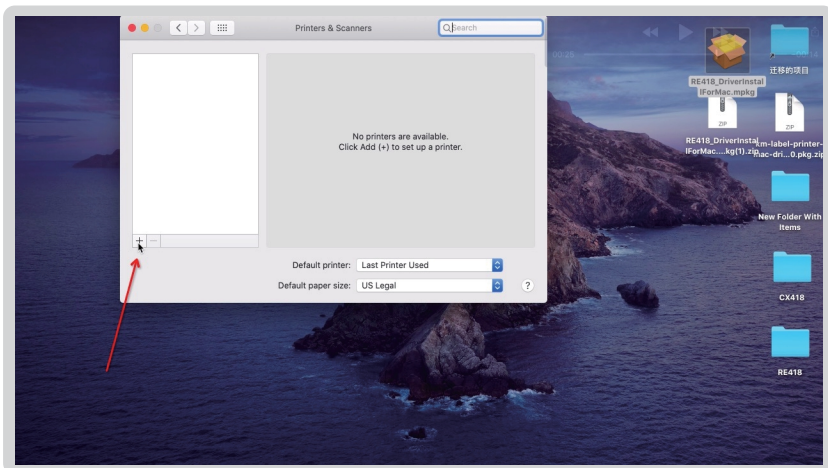 Printers & Scanners
Search
No printers are available.
Click Add (+) to set up a printer.
Default printer:
Last Printer Used
Default paper size:
US Legal
?
00:25
迁移的项目
RE418_DriverInstal
lForMac.mpkg
ZIP
RE418_DriverInstal
lForMac....kg(1).zip
ZIP
xm-label-printer-
mac-dri...0.pkg.zip
New Folder With
Items
CX418
RE418